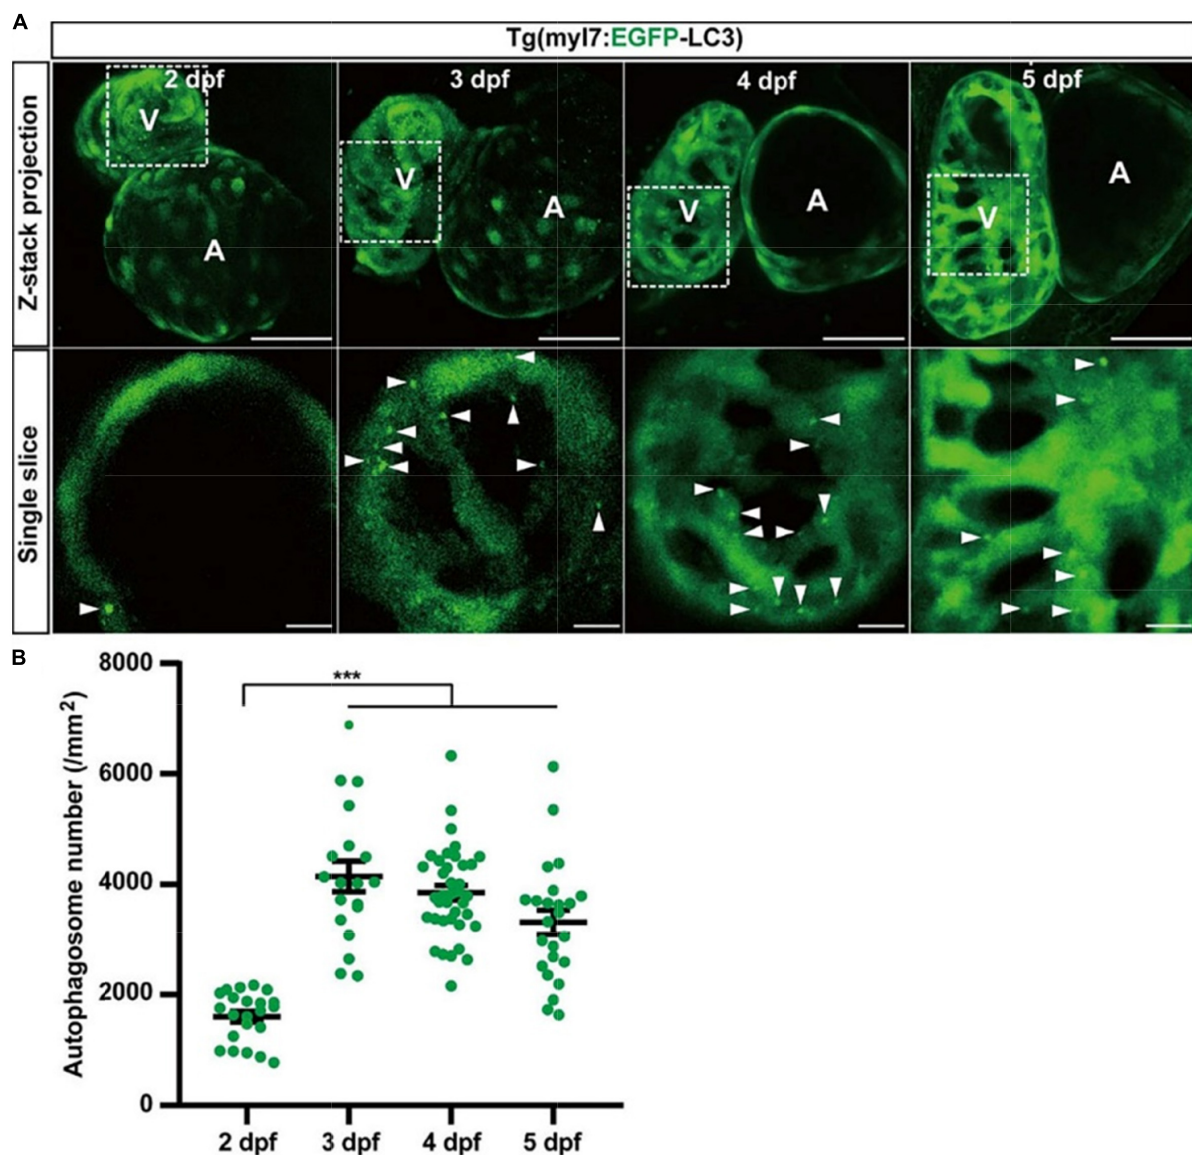 A
Tg(myl7:EGFP-LC3)
Z-stack projection
2 dpf
3 dpf
4 dpf
5 dpf
V
A
V
A
V
A
V
A
Single slice
B
Autophagosome number (/mm²)
8000
6000
4000
2000
0
***
2 dpf
3 dpf
4 dpf
5 dpf